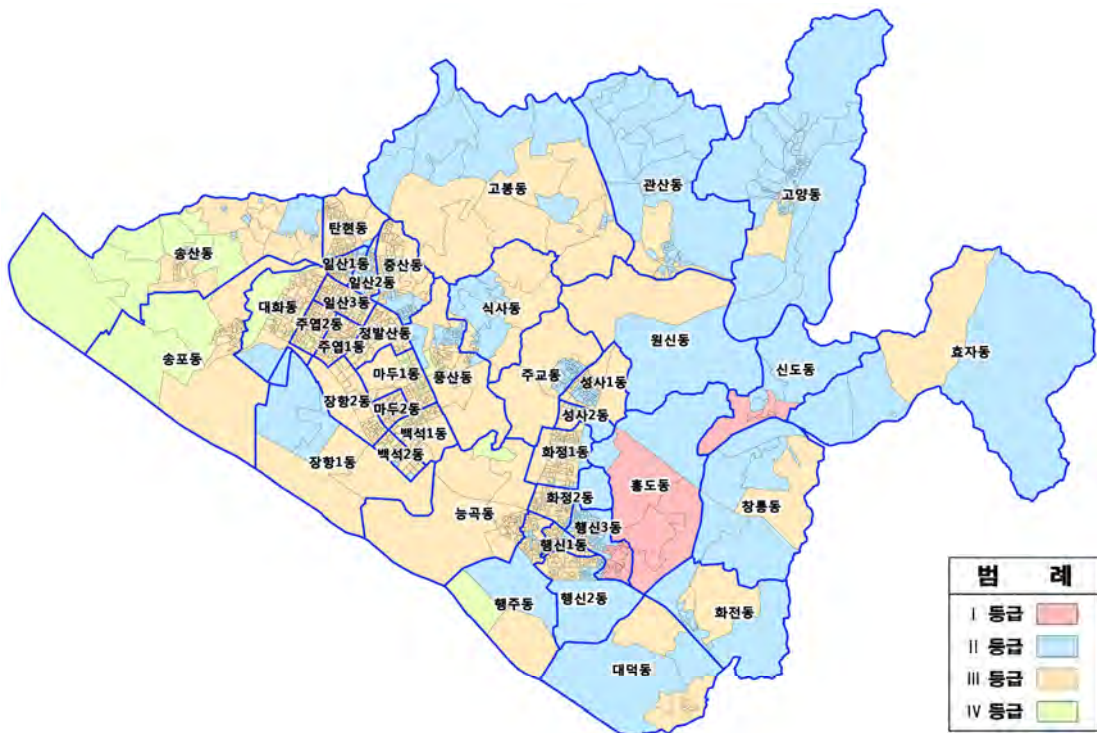 고봉동
관산동
고양동
탄현동
송산동
일산1동
중산동
일산2동
대화동
일산3동
식사동
주엽2동
정발산동
주엽1동
원신동
효자동
송포동
마두1동
풍산동
주교동
성사1동
신도동
장항2동
마두2동
성사2동
백석1동
화정1동
백석2동
장항1동
흥도동
화정2동
창릉동
능곡동
행신3동
행신1동
행주동
행신2동
화전동
대덕동
범 례
Ⅰ 등급
Ⅱ 등급
Ⅲ 등급
Ⅳ 등급